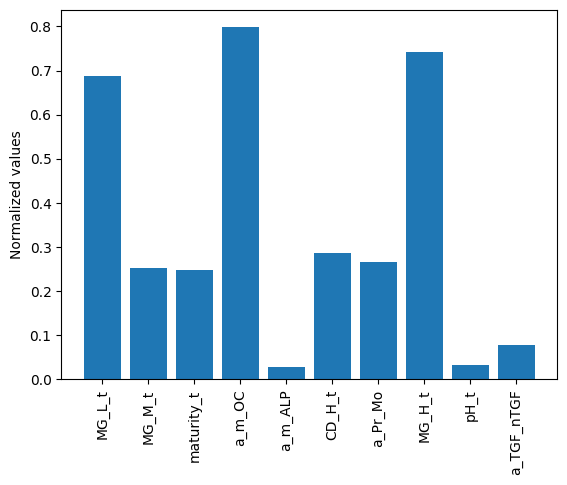 Normalized values
0.8
0.7
0.6
0.5
0.4
0.3
0.2
0.1
0.0
MG_L_t
MG_M_t
maturity_t
a_m_OC
a_m_ALP
CD_H_t
a_Pr_Mo
MG_H_t
pH_t
a_TGF_nTGF